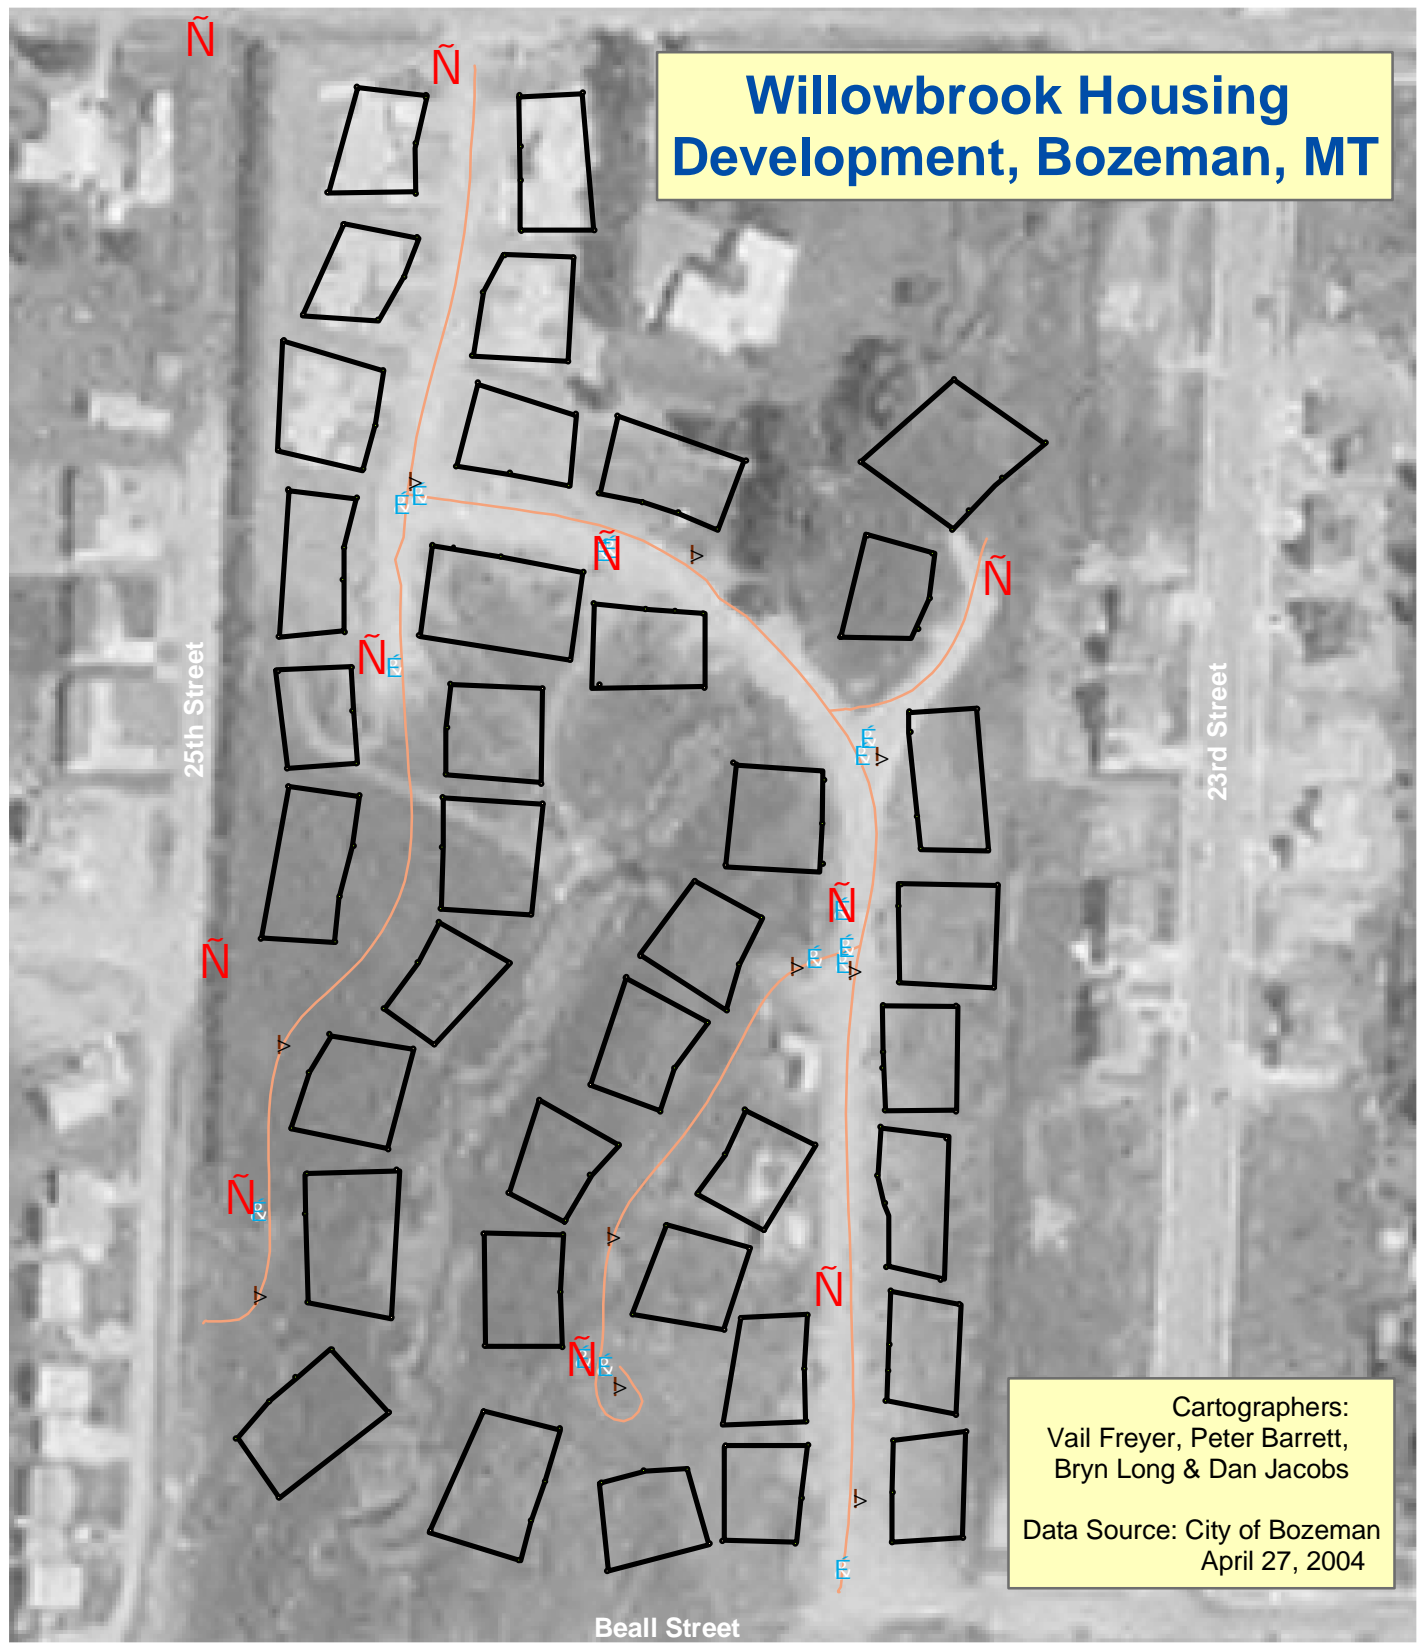 Ñ
Ñ
Willowbrook Housing
Development, Bozeman, MT
É
É
Ñ
É
Ñ
Ñ
É
25th Street
23rd Street
É
É
Ñ
É
É
É
É
Ñ
Ñ
É
Ñ
Ñ
É
É
É
Cartographers:
Vail Freyer, Peter Barrett,
Bryn Long & Dan Jacobs
Data Source: City of Bozeman
April 27, 2004
Beall Street